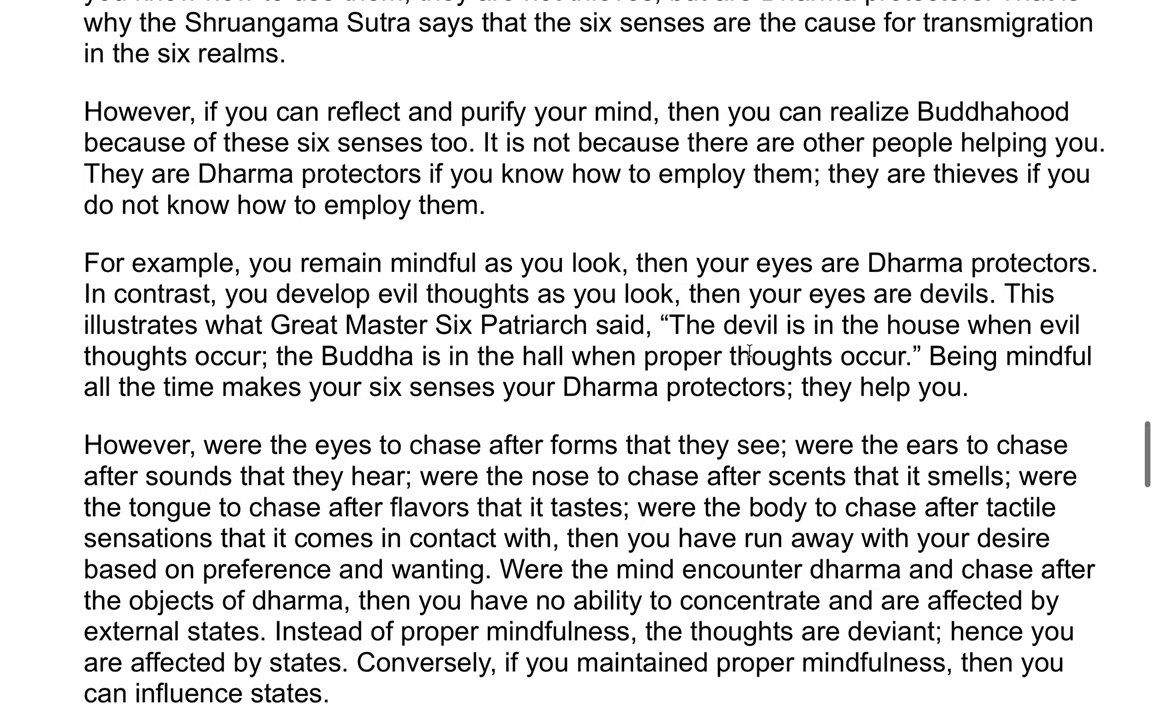 why the Shruangama Sutra says that the six senses are the cause for transmigration
in the six realms.
However, if you can reflect and purify your mind, then you can realize Buddhahood
because of these six senses too. It is not because there are other people helping you.
They are Dharma protectors if you know how to employ them; they are thieves if you
do not know how to employ them.
For example, you remain mindful as you look, then your eyes are Dharma protectors.
In contrast, you develop evil thoughts as you look, then your eyes are devils. This
illustrates what Great Master Six Patriarch said, “The devil is in the house when evil
thoughts occur; the Buddha is in the hall when proper thoughts occur.” Being mindful
all the time makes your six senses your Dharma protectors; they help you.
However, were the eyes to chase after forms that they see; were the ears to chase
after sounds that they hear; were the nose to chase after scents that it smells; were
the tongue to chase after flavors that it tastes; were the body to chase after tactile
sensations that it comes in contact with, then you have run away with your desire
based on preference and wanting. Were the mind encounter dharma and chase after
the objects of dharma, then you have no ability to concentrate and are affected by
external states. Instead of proper mindfulness, the thoughts are deviant; hence you
are affected by states. Conversely, if you maintained proper mindfulness, then you
can influence states.